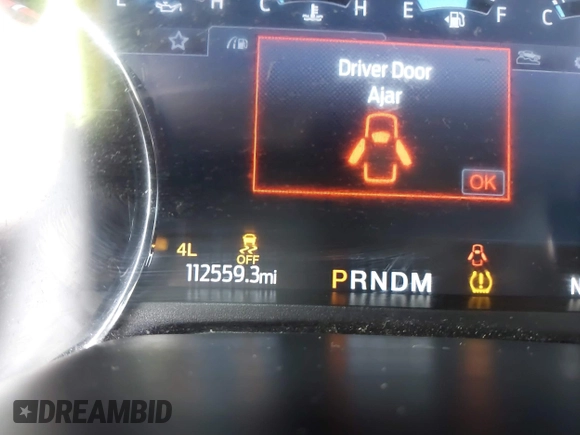 C H E F C
Driver Door
Ajar
OK
4L OFF
112559.3mi PRNDM N
DREAMBID